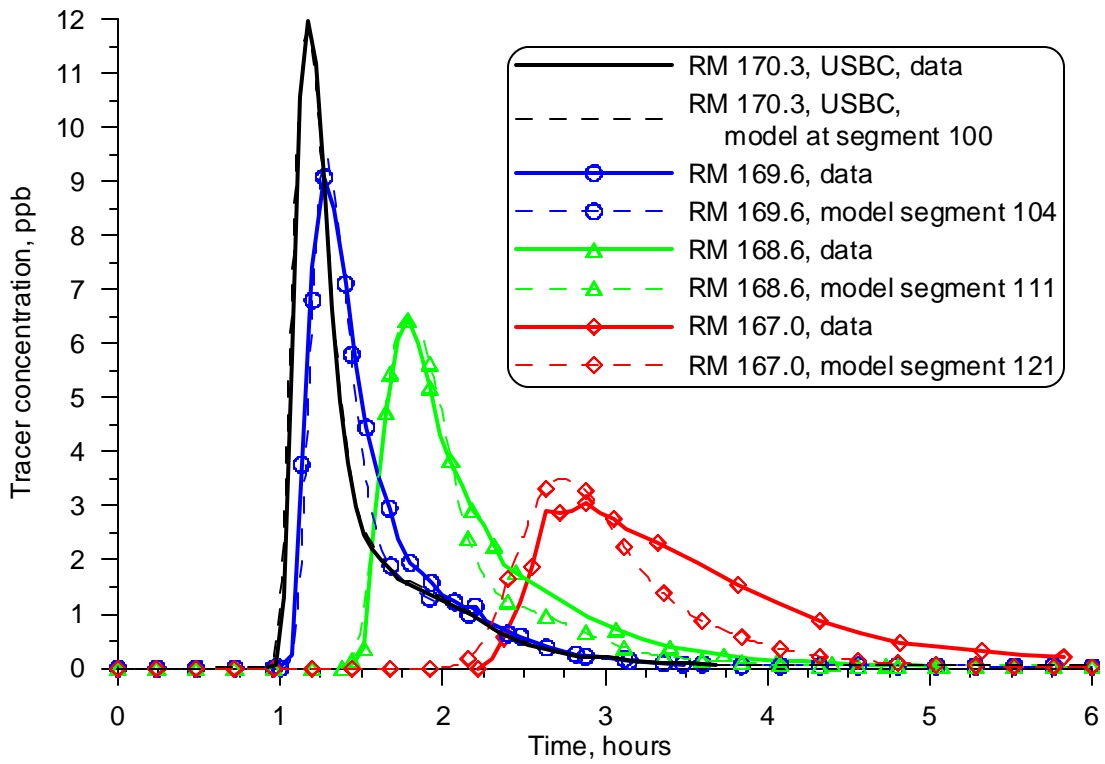 12
11
10
9
8
7
6
5
4
3
2
1
0
Tracer concentration, ppb
RM 170.3, USBC, data
RM 170.3, USBC,
model at segment 100
RM 169.6, data
RM 169.6, model segment 104
RM 168.6, data
RM 168.6, model segment 111
RM 167.0, data
RM 167.0, model segment 121
0 1 2 3 4 5 6
Time, hours